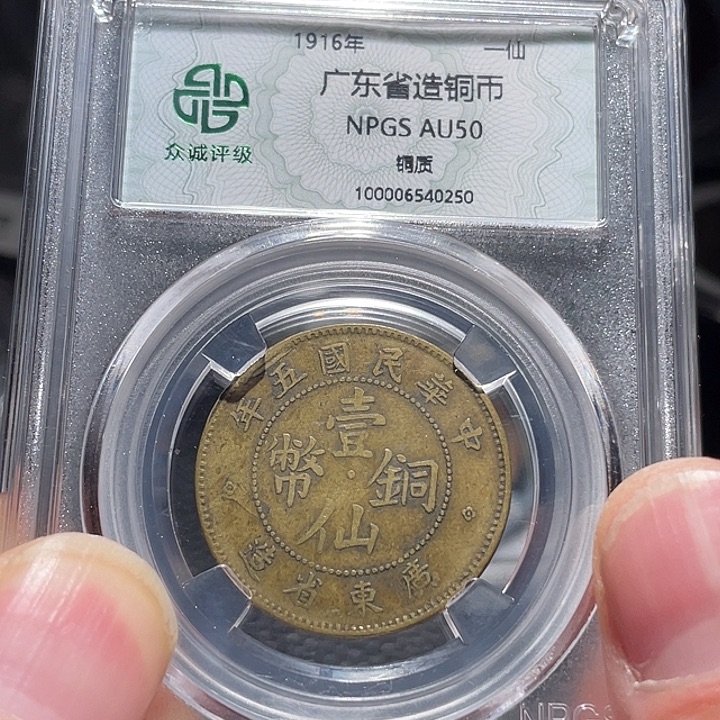 1916年 一仙
广东省造铜币
NPGS AU50
铜质
100006540250
众诚评级
中華民國五年
壹仙
銅幣
廣東省造